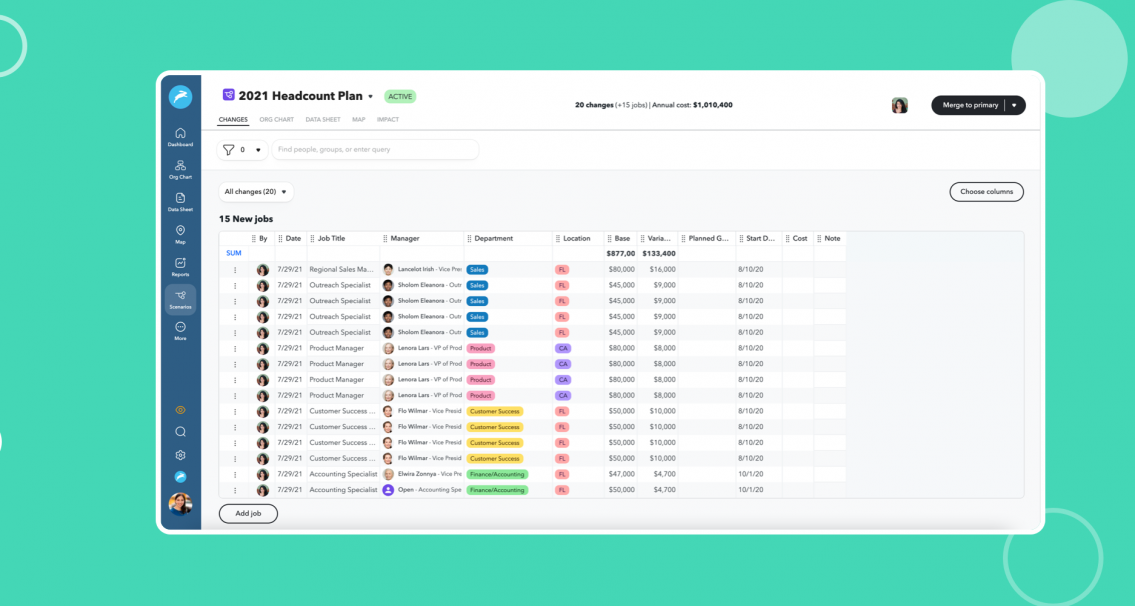 2021 Headcount Plan ACTIVE
20 changes (+15 jobs) | Annual cost: $1,010,400
Merge to primary
CHANGES ORG CHART DATA SHEET MAP IMPACT
Dashboard
Org Chart
Data Sheet
Map
Reports
Scenarios
More
0 Find people, groups, or enter query
All changes (20)
Choose columns
15 New jobs
By Date Job Title Manager Department Location Base Varia... Planned G... Start D... Cost Note
SUM $877,00 $133,400
7/29/21 Regional Sales Ma... Lancelot Irish - Vice Pre Sales FL $80,000 $16,000 8/10/20
7/29/21 Outreach Specialist Sholom Eleanora - Outr Sales FL $45,000 $9,000 8/10/20
7/29/21 Outreach Specialist Sholom Eleanora - Outr Sales FL $45,000 $9,000 8/10/20
7/29/21 Outreach Specialist Sholom Eleanora - Outr Sales FL $45,000 $9,000 8/10/20
7/29/21 Outreach Specialist Sholom Eleanora - Outr Sales FL $45,000 $9,000 8/10/20
7/29/21 Product Manager Lenora Lars - VP of Prod Product CA $80,000 $8,000 8/10/20
7/29/21 Product Manager Lenora Lars - VP of Prod Product CA $80,000 $8,000 8/10/20
7/29/21 Product Manager Lenora Lars - VP of Prod Product CA $80,000 $8,000 8/10/20
7/29/21 Product Manager Lenora Lars - VP of Prod Product CA $80,000 $8,000 8/10/20
7/29/21 Customer Success ... Flo Wilmar - Vice Presid Customer Success FL $50,000 $10,000 8/10/20
7/29/21 Customer Success ... Flo Wilmar - Vice Presid Customer Success FL $50,000 $10,000 8/10/20
7/29/21 Customer Success ... Flo Wilmar - Vice Presid Customer Success FL $50,000 $10,000 8/10/20
7/29/21 Customer Success ... Flo Wilmar - Vice Presid Customer Success FL $50,000 $10,000 8/10/20
7/29/21 Accounting Specialist Elwira Zonnya - Vice Pre Finance/Accounting FL $47,000 $4,700 10/1/20
7/29/21 Accounting Specialist Open - Accounting Spe Finance/Accounting FL $50,000 $4,700 10/1/20
Add job